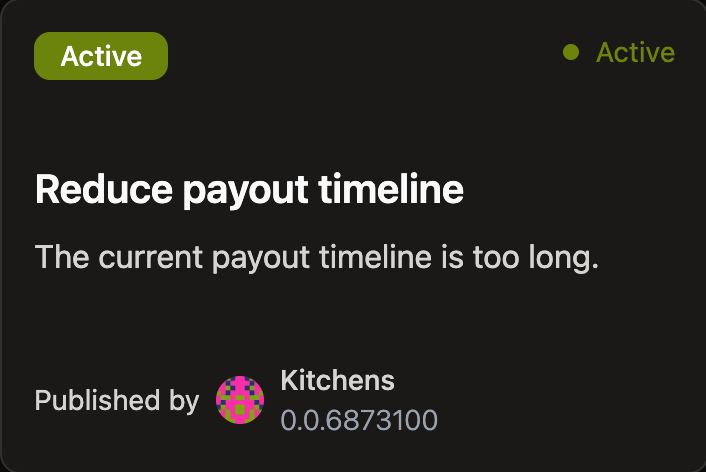 Active
Active
Reduce payout timeline
The current payout timeline is too long.
Published by
Kitchens
0.0.6873100